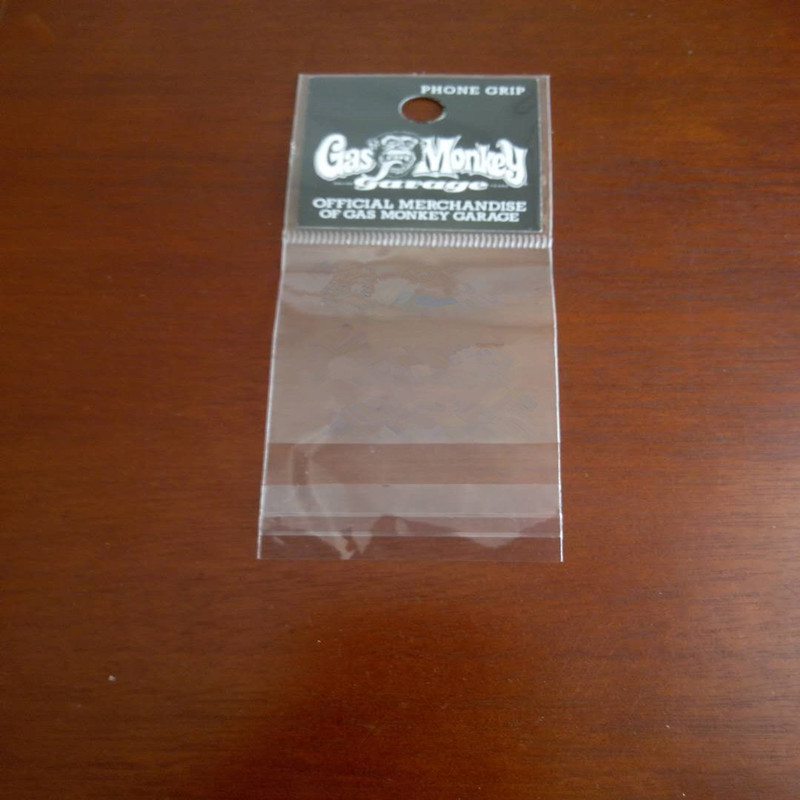 PHONE GRIP
Gas Monkey
garage
OFFICIAL MERCHANDISE
OF GAS MONKEY GARAGE